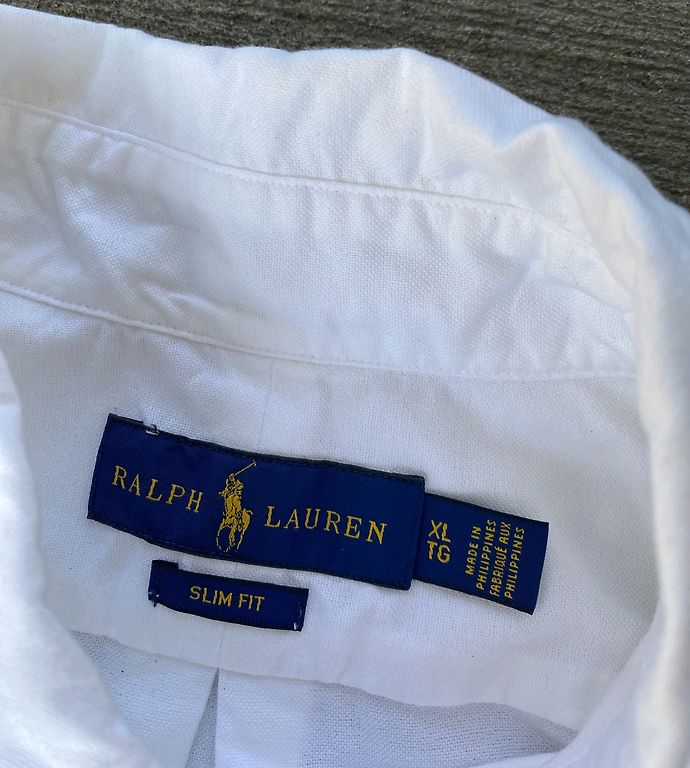 RALPH LAUREN
XL
TG
MADE IN
PHILIPPINES
FABRIQUÉ AUX
PHILIPPINES
SLIM FIT